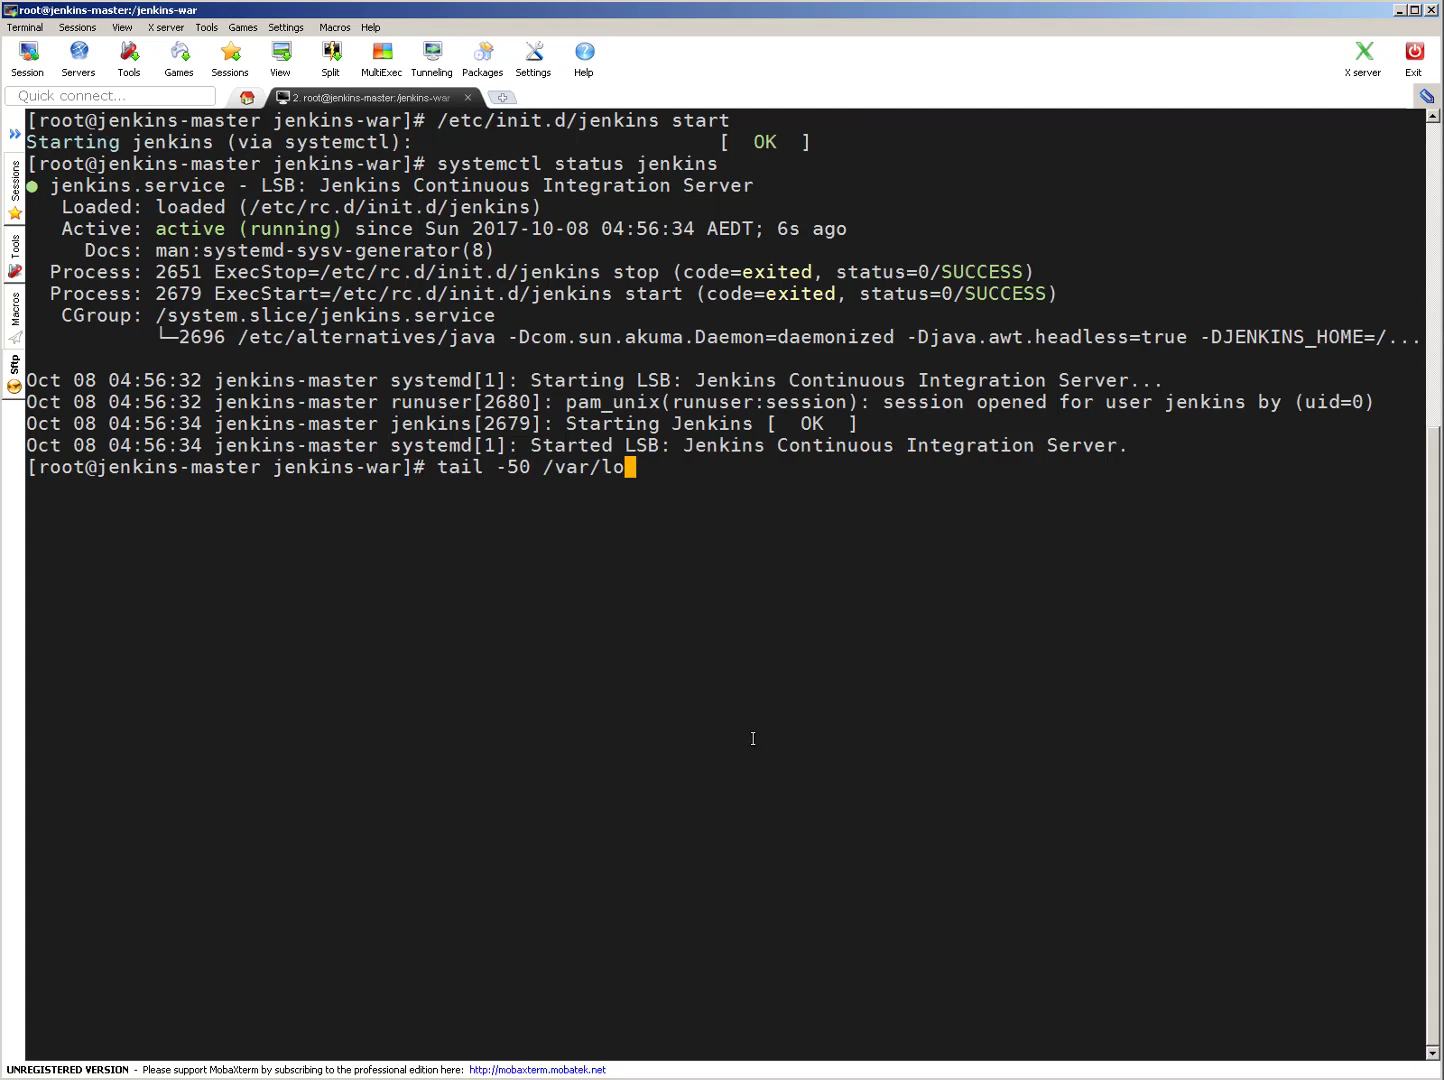 root@jenkins-master:/jenkins-war
Terminal Sessions View X server Tools Games Settings Macros Help
Session Servers Tools Games Sessions View Split MultiExec Tunneling Packages Settings Help X server Exit
Quick connect...
2. root@jenkins-master:/jenkins-war
Sessions
Tools
Macros
Sftp
[root@jenkins-master jenkins-war]# /etc/init.d/jenkins start
Starting jenkins (via systemctl): [ OK ]
[root@jenkins-master jenkins-war]# systemctl status jenkins
● jenkins.service - LSB: Jenkins Continuous Integration Server
Loaded: loaded (/etc/rc.d/init.d/jenkins)
Active: active (running) since Sun 2017-10-08 04:56:34 AEDT; 6s ago
Docs: man:systemd-sysv-generator(8)
Process: 2651 ExecStop=/etc/rc.d/init.d/jenkins stop (code=exited, status=0/SUCCESS)
Process: 2679 ExecStart=/etc/rc.d/init.d/jenkins start (code=exited, status=0/SUCCESS)
CGroup: /system.slice/jenkins.service
└─2696 /etc/alternatives/java -Dcom.sun.akuma.Daemon=daemonized -Djava.awt.headless=true -DJENKINS_HOME=/...
Oct 08 04:56:32 jenkins-master systemd[1]: Starting LSB: Jenkins Continuous Integration Server...
Oct 08 04:56:32 jenkins-master runuser[2680]: pam_unix(runuser:session): session opened for user jenkins by (uid=0)
Oct 08 04:56:34 jenkins-master jenkins[2679]: Starting Jenkins [ OK ]
Oct 08 04:56:34 jenkins-master systemd[1]: Started LSB: Jenkins Continuous Integration Server.
[root@jenkins-master jenkins-war]# tail -50 /var/lo
UNREGISTERED VERSION - Please support MobaXterm by subscribing to the professional edition here: http://mobaxterm.mobatek.net